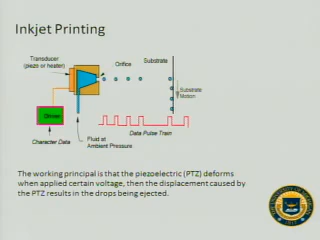 Inkjet Printing
Transducer
(piezo or heater)
Orifice
Substrate
Substrate
Motion
Driver
Data Pulse Train
Character Data
Fluid at
Ambient Pressure
The working principal is that the piezoelectric (PTZ) deforms
when applied certain voltage, then the displacement caused by
the PTZ results in the drops being ejected.